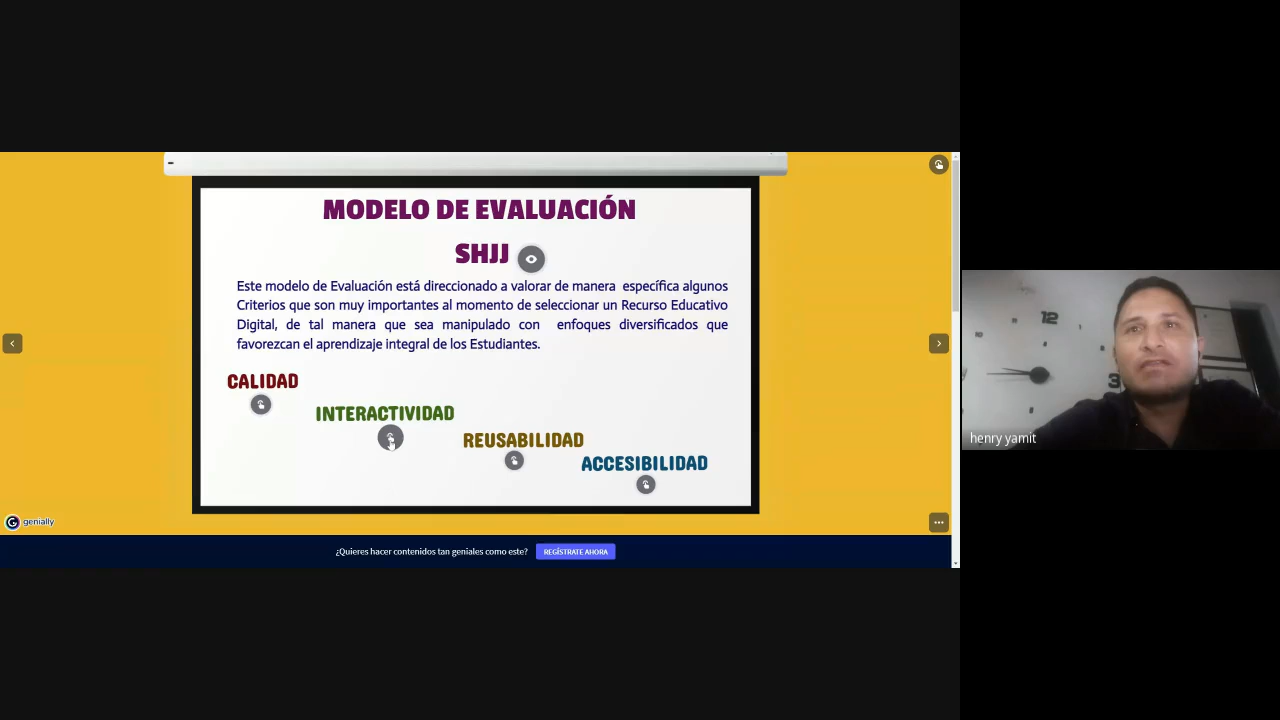 MODELO DE EVALUACIÓN
SHJJ
Este modelo de Evaluación está direccionado a valorar de manera específica algunos
Criterios que son muy importantes al momento de seleccionar un Recurso Educativo
Digital, de tal manera que sea manipulado con enfoques diversificados que
favorezcan el aprendizaje integral de los Estudiantes.
CALIDAD
INTERACTIVIDAD
REUSABILIDAD
ACCESIBILIDAD
G genially
¿Quieres hacer contenidos tan geniales como este? REGÍSTRATE AHORA
12
3
henry yamit